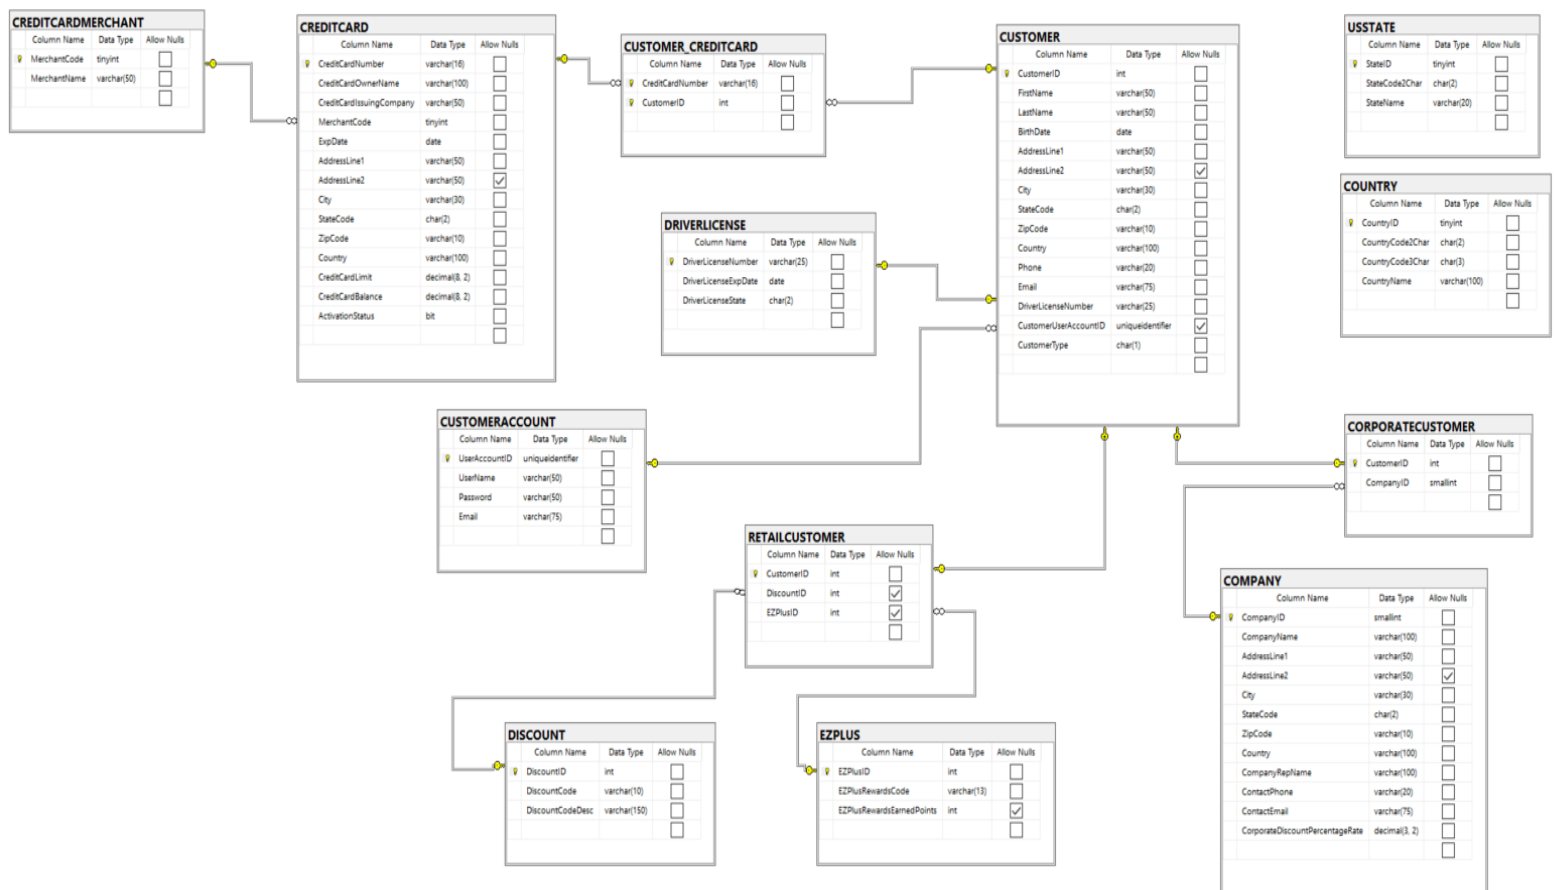 CREDITCARDMERCHANT
Column Name Data Type Allow Nulls
MerchantCode tinyint
MerchantName varchar(50)
CREDITCARD
Column Name Data Type Allow Nulls
CreditCardNumber varchar(16)
CreditCardOwnerName varchar(100)
CreditCardIssuingCompany varchar(50)
MerchantCode tinyint
ExpDate date
AddressLine1 varchar(50)
AddressLine2 varchar(50)
City varchar(30)
StateCode char(2)
ZipCode varchar(10)
Country varchar(100)
CreditCardLimit decimal(8, 2)
CreditCardBalance decimal(8, 2)
ActivationStatus bit
CUSTOMER_CREDITCARD
Column Name Data Type Allow Nulls
CreditCardNumber varchar(16)
CustomerID int
CUSTOMER
Column Name Data Type Allow Nulls
CustomerID int
FirstName varchar(50)
LastName varchar(50)
BirthDate date
AddressLine1 varchar(50)
AddressLine2 varchar(50)
City varchar(30)
StateCode char(2)
ZipCode varchar(10)
Country varchar(100)
Phone varchar(20)
Email varchar(75)
DriverLicenseNumber varchar(25)
CustomerUserAccountID uniqueidentifier
CustomerType char(1)
USSTATE
Column Name Data Type Allow Nulls
StateID tinyint
StateCode2Char char(2)
StateName varchar(20)
COUNTRY
Column Name Data Type Allow Nulls
CountryID tinyint
CountryCode2Char char(2)
CountryCode3Char char(3)
CountryName varchar(100)
DRIVERLICENSE
Column Name Data Type Allow Nulls
DriverLicenseNumber varchar(25)
DriverLicenseExpDate date
DriverLicenseState char(2)
CUSTOMERACCOUNT
Column Name Data Type Allow Nulls
UserAccountID uniqueidentifier
UserName varchar(50)
Password varchar(50)
Email varchar(75)
CORPORATECUSTOMER
Column Name Data Type Allow Nulls
CustomerID int
CompanyID smallint
RETAILCUSTOMER
Column Name Data Type Allow Nulls
CustomerID int
DiscountID int
EZPlusID int
COMPANY
Column Name Data Type Allow Nulls
CompanyID smallint
CompanyName varchar(100)
AddressLine1 varchar(50)
AddressLine2 varchar(50)
City varchar(30)
StateCode char(2)
ZipCode varchar(10)
Country varchar(100)
CompanyRepName varchar(100)
ContactPhone varchar(20)
ContactEmail varchar(75)
CorporateDiscountPercentageRate decimal(3, 2)
DISCOUNT
Column Name Data Type Allow Nulls
DiscountID int
DiscountCode varchar(10)
DiscountCodeDesc varchar(150)
EZPLUS
Column Name Data Type Allow Nulls
EZPlusID int
EZPlusRewardsCode varchar(13)
EZPlusRewardsEarnedPoints int